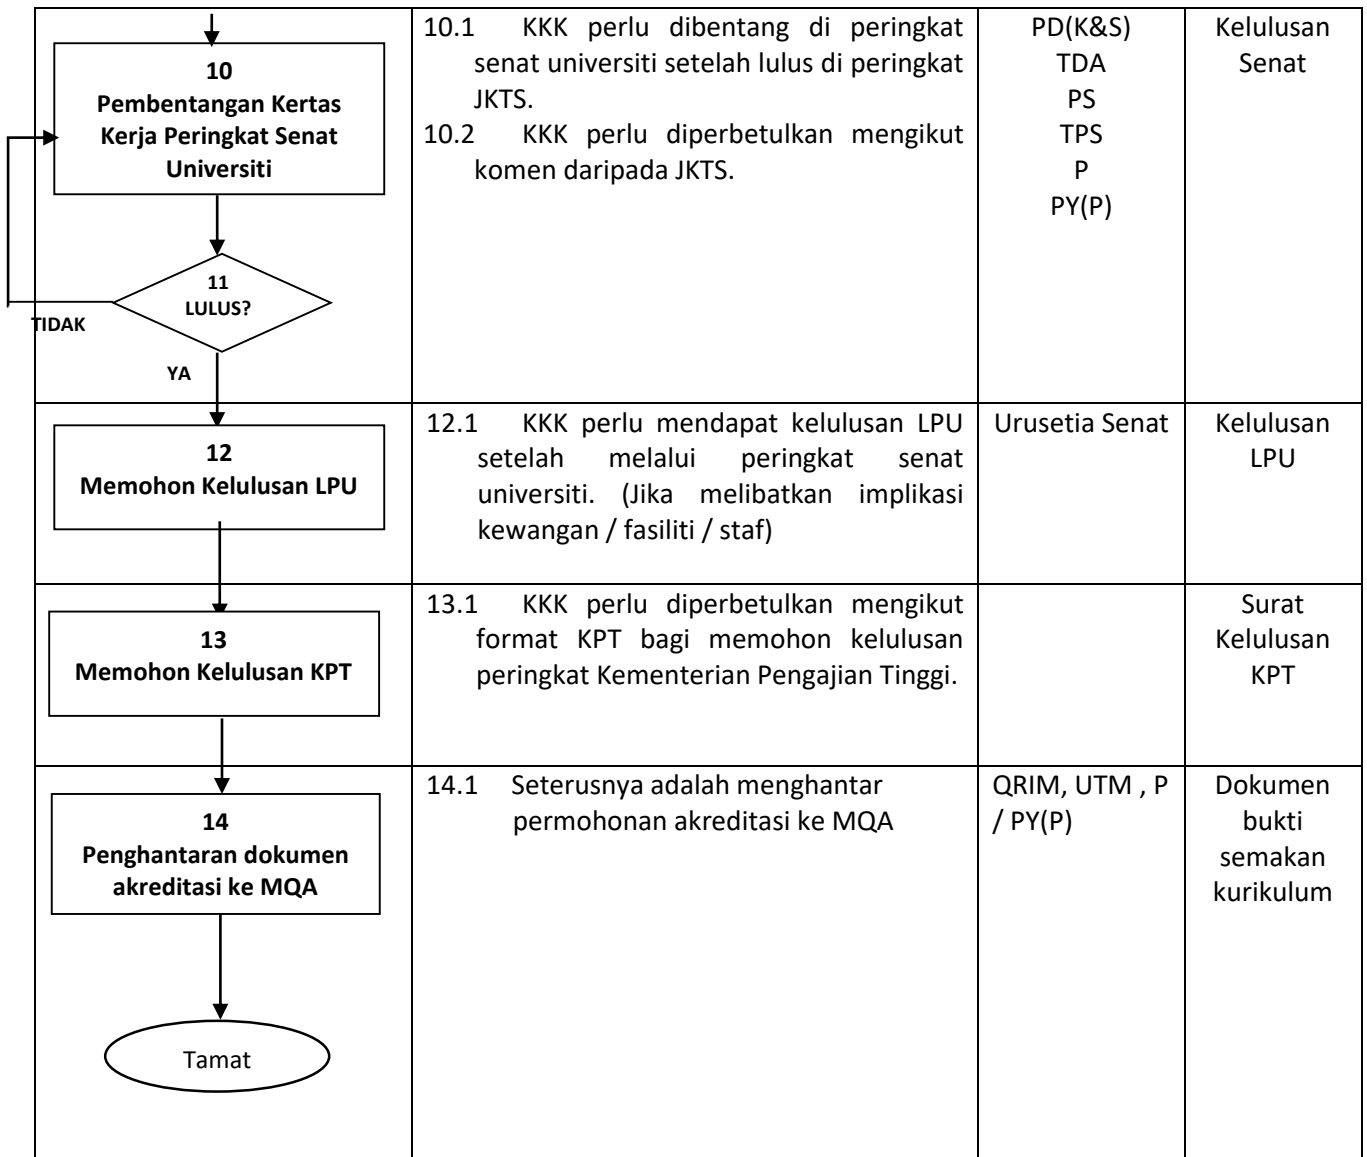 10
Pembentangan Kertas
Kerja Peringkat Senat
Universiti
11
LULUS?
TIDAK
YA
10.1 KKK perlu dibentang di peringkat
senat universiti setelah lulus di peringkat
JKTS.
10.2 KKK perlu diperbetulkan mengikut
komen daripada JKTS.
PD(K&S)
TDA
PS
TPS
P
PY(P)
Kelulusan
Senat
12
Memohon Kelulusan LPU
12.1 KKK perlu mendapat kelulusan LPU
setelah melalui peringkat senat
universiti. (Jika melibatkan implikasi
kewangan / fasiliti / staf)
Urusetia Senat
Kelulusan
LPU
13
Memohon Kelulusan KPT
13.1 KKK perlu diperbetulkan mengikut
format KPT bagi memohon kelulusan
peringkat Kementerian Pengajian Tinggi.
Surat
Kelulusan
KPT
14
Penghantaran dokumen
akreditasi ke MQA
Tamat
14.1 Seterusnya adalah menghantar
permohonan akreditasi ke MQA
QRIM, UTM , P
/ PY(P)
Dokumen
bukti
semakan
kurikulum